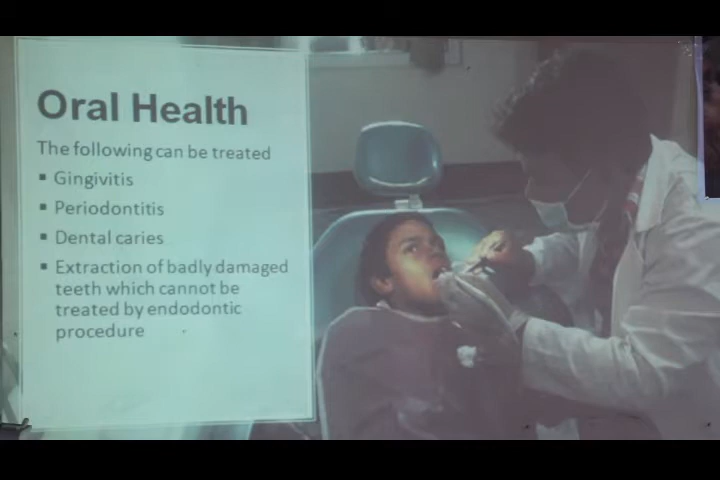 Oral Health
The following can be treated
▪ Gingivitis
▪ Periodontitis
▪ Dental caries
▪ Extraction of badly damaged
teeth which cannot be
treated by endodontic
procedure